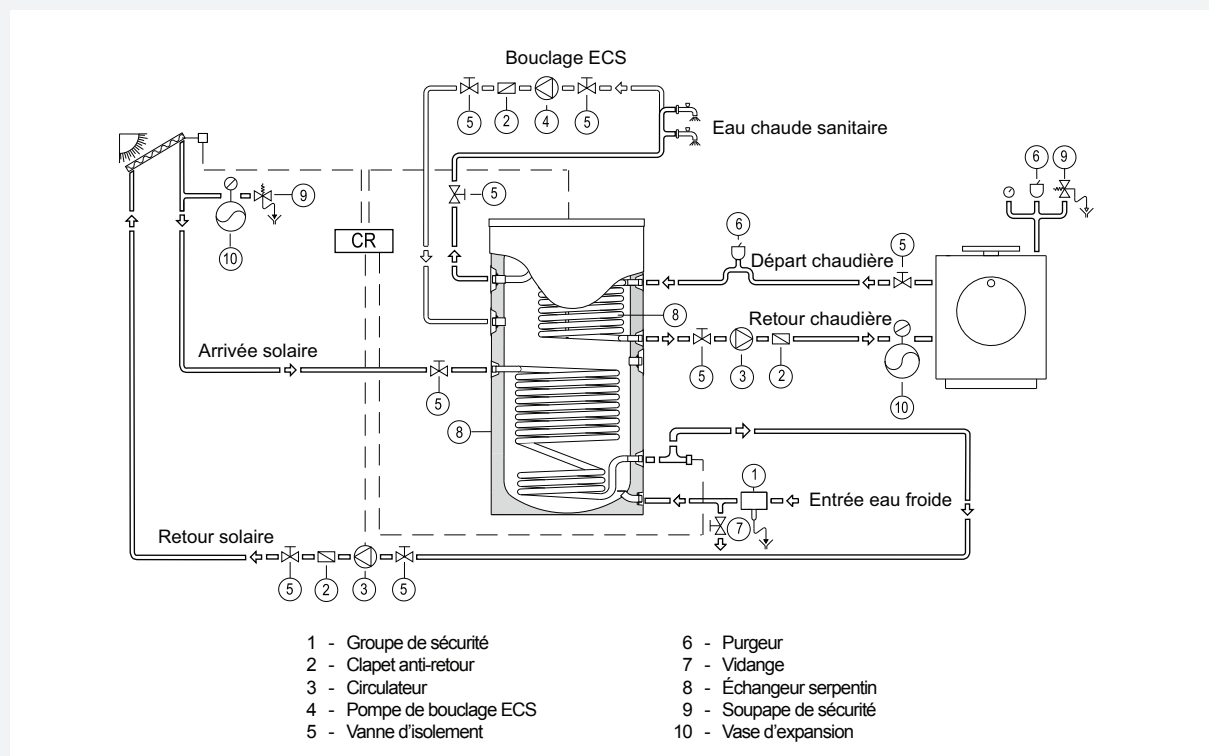 Bouclage ECS
5
2
4
5
Eau chaude sanitaire
6
9
9
5
10
CR
6
5
Départ chaudière
8
Retour chaudière
Arrivée solaire
5
3
2
5
10
8
1
Entrée eau froide
7
Retour solaire
5
2
3
5
1 - Groupe de sécurité
2 - Clapet anti-retour
3 - Circulateur
4 - Pompe de bouclage ECS
5 - Vanne d'isolement
6 - Purgeur
7 - Vidange
8 - Échangeur serpentin
9 - Soupape de sécurité
10 - Vase d'expansion